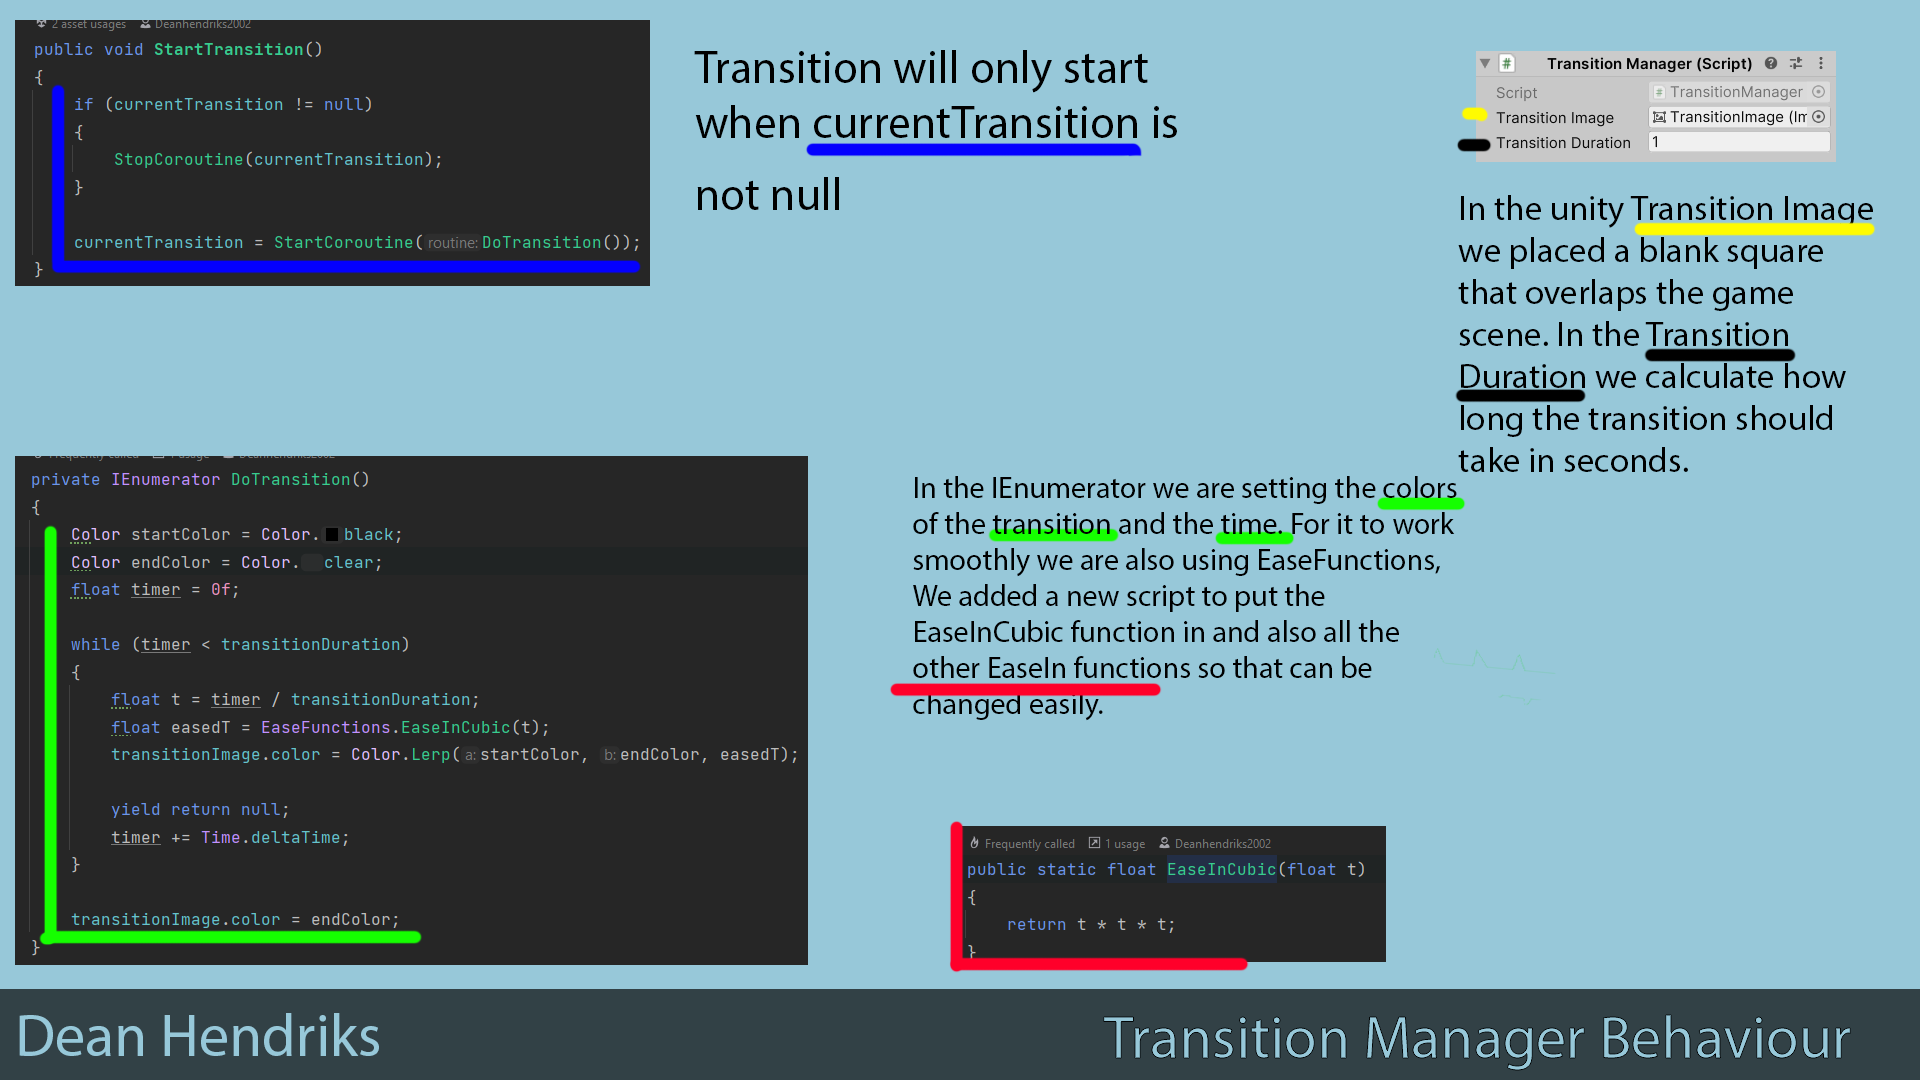 2 asset usages Deanhendriks2002
public void StartTransition()
{
if (currentTransition != null)
{
StopCoroutine(currentTransition);
}
currentTransition = StartCoroutine( routine: DoTransition());
}
Transition will only start
when currentTransition is
not null
Transition Manager (Script)
Script TransitionManager
Transition Image TransitionImage (Im
Transition Duration 1
In the unity Transition Image
we placed a blank square
that overlaps the game
scene. In the Transition
Duration we calculate how
long the transition should
take in seconds.
Frequently called 1 usage Deanhendriks2002
private IEnumerator DoTransition()
{
Color startColor = Color. black;
Color endColor = Color. clear;
float timer = 0f;
while (timer < transitionDuration)
{
float t = timer / transitionDuration;
float easedT = EaseFunctions.EaseInCubic(t);
transitionImage.color = Color.Lerp( a: startColor, b: endColor, easedT);
yield return null;
timer += Time.deltaTime;
}
transitionImage.color = endColor;
}
In the IEnumerator we are setting the colors
of the transition and the time. For it to work
smoothly we are also using EaseFunctions,
We added a new script to put the
EaseInCubic function in and also all the
other EaseIn functions so that can be
changed easily.
Frequently called 1 usage Deanhendriks2002
public static float EaseInCubic(float t)
{
return t * t * t;
}
Dean Hendriks
Transition Manager Behaviour